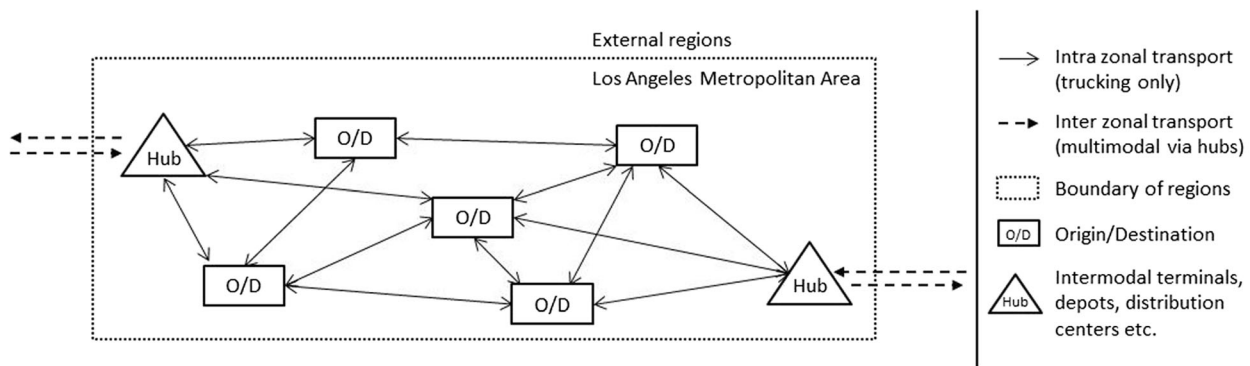 External regions
Los Angeles Metropolitan Area
Hub
O/D
O/D
O/D
O/D
O/D
Hub
Intra zonal transport
(trucking only)
Inter zonal transport
(multimodal via hubs)
Boundary of regions
O/D
Origin/Destination
Hub
Intermodal terminals,
depots, distribution
centers etc.